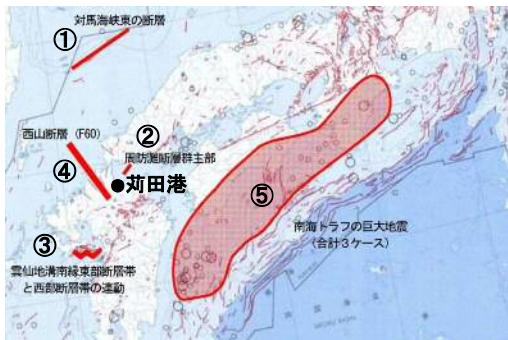 対馬海峡東の断層
①
西山断層（F60）
②
周防灘断層群主部
④
●苅田港
⑤
③
南海トラフの巨大地震
（合計３ケース）
雲仙地溝南縁東部断層帯
と西部断層帯の連動